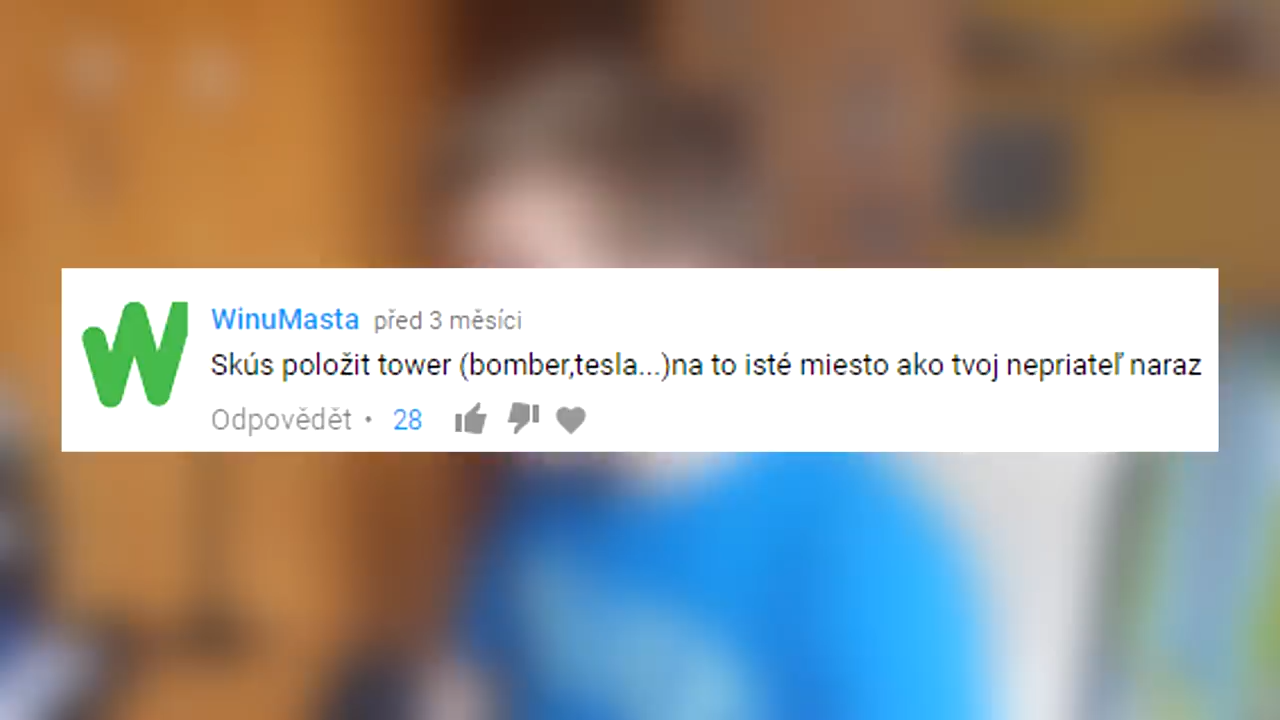 WinuMasta před 3 měsíci
Skús položit tower (bomber,tesla...)na to isté miesto ako tvoj nepriateľ naraz
Odpovědět • 28